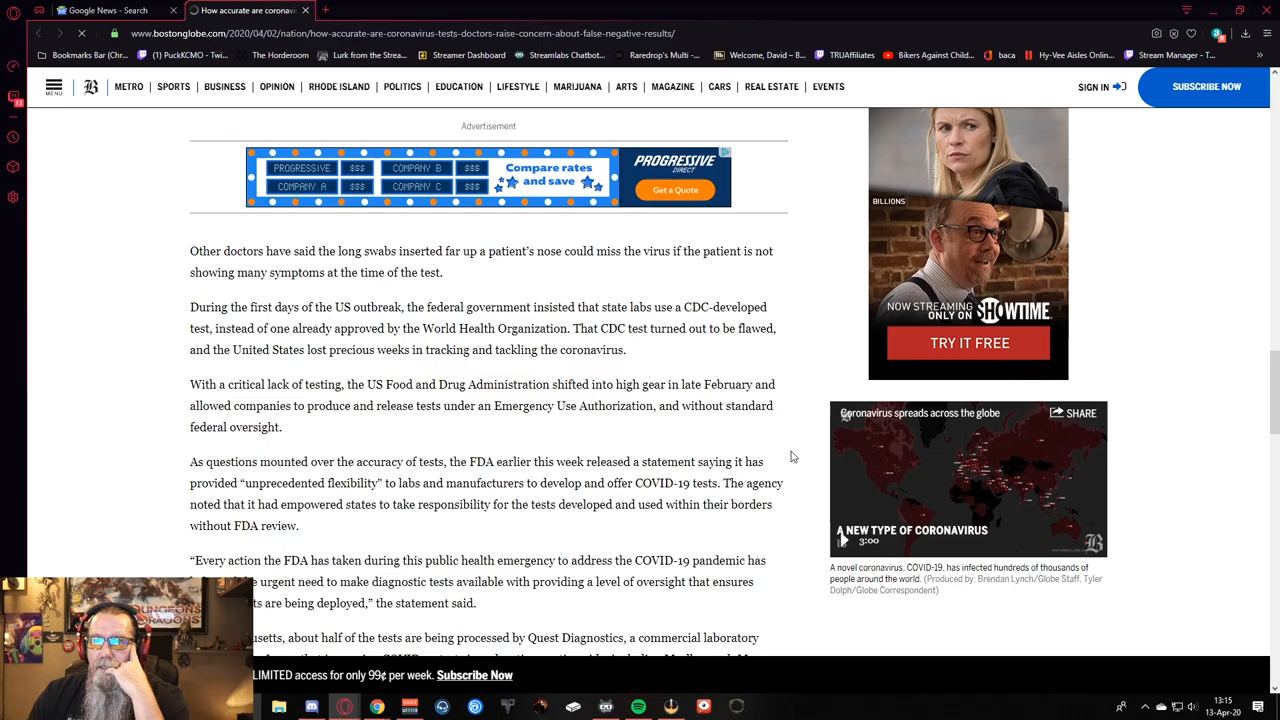 Google News - Search
How accurate are coronavi
www.bostonglobe.com/2020/04/02/nation/how-accurate-are-coronavirus-tests-doctors-raise-concern-about-false-negative-results/
Bookmarks Bar (Chr... (1) PuckKCMO - Twi... The Horderoom Lurk from the Strea... Streamer Dashboard Streamlabs Chatbot... Raredrop's Multi -... Welcome, David – B... TRUAffiliates Bikers Against Child... baca Hy-Vee Aisles Onlin... Stream Manager - T...
MENU B METRO SPORTS BUSINESS OPINION RHODE ISLAND POLITICS EDUCATION LIFESTYLE MARIJUANA ARTS MAGAZINE CARS REAL ESTATE EVENTS SIGN IN SUBSCRIBE NOW
Advertisement
PROGRESSIVE $$$ COMPANY B $$$
COMPANY A $$$ COMPANY C $$$
Compare rates
and save
PROGRESSIVE
DIRECT
Get a Quote
Other doctors have said the long swabs inserted far up a patient's nose could miss the virus if the patient is not
showing many symptoms at the time of the test.
During the first days of the US outbreak, the federal government insisted that state labs use a CDC-developed
test, instead of one already approved by the World Health Organization. That CDC test turned out to be flawed,
and the United States lost precious weeks in tracking and tackling the coronavirus.
With a critical lack of testing, the US Food and Drug Administration shifted into high gear in late February and
allowed companies to produce and release tests under an Emergency Use Authorization, and without standard
federal oversight.
As questions mounted over the accuracy of tests, the FDA earlier this week released a statement saying it has
provided "unprecedented flexibility" to labs and manufacturers to develop and offer COVID-19 tests. The agency
noted that it had empowered states to take responsibility for the tests developed and used within their borders
without FDA review.
"Every action the FDA has taken during this public health emergency to address the COVID-19 pandemic has
urgent need to make diagnostic tests available with providing a level of oversight that ensures
ts are being deployed," the statement said.
usetts, about half of the tests are being processed by Quest Diagnostics, a commercial laboratory
BILLIONS
NOW STREAMING
ONLY ON SHOWTIME
TRY IT FREE
Coronavirus spreads across the globe
SHARE
A NEW TYPE OF CORONAVIRUS
3:00
B
A novel coronavirus, COVID-19, has infected hundreds of thousands of
people around the world. (Produced by: Brendan Lynch/Globe Staff, Tyler
Dolph/Globe Correspondent)
LIMITED access for only 99¢ per week. Subscribe Now
DUNGEONS
DRAGONS
13:15
13-Apr-20